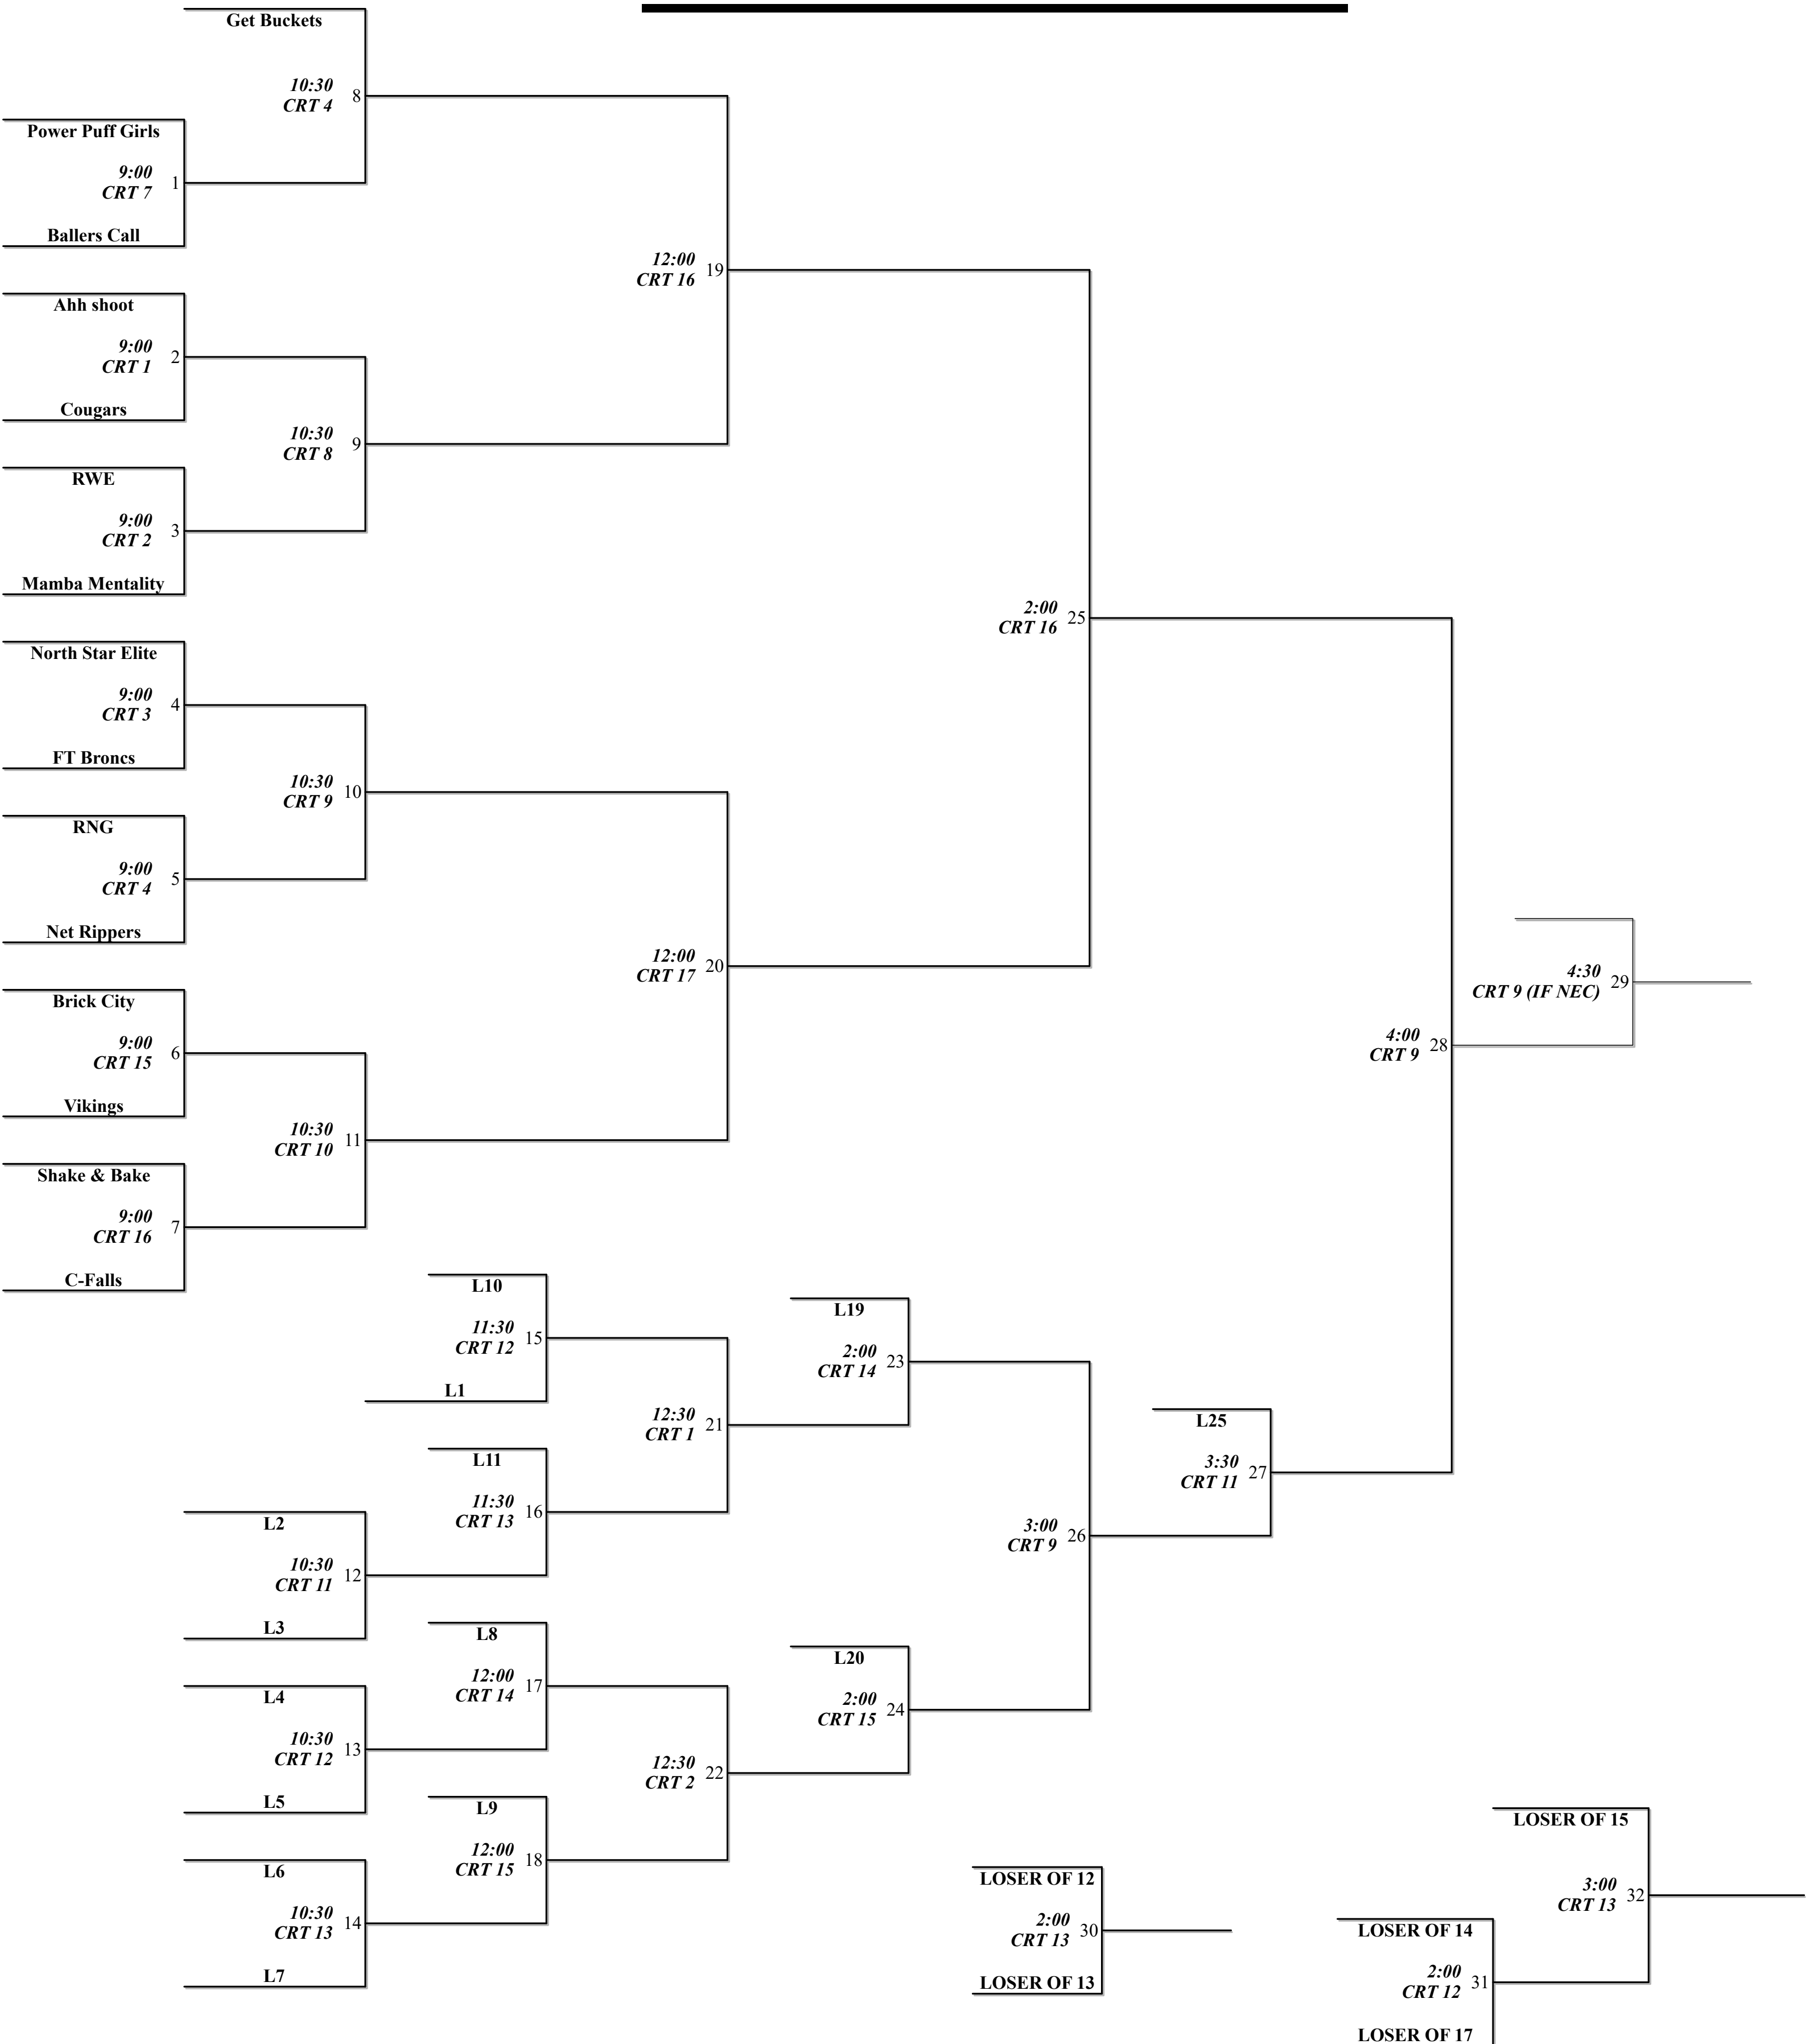 Get Buckets
10:30
CRT 4 8
Power Puff Girls
9:00
CRT 7 1
Ballers Call
Ahh shoot
9:00
CRT 1 2
Cougars
10:30
CRT 8 9
RWE
9:00
CRT 2 3
Mamba Mentality
12:00
CRT 16 19
North Star Elite
9:00
CRT 3 4
FT Broncs
10:30
CRT 9 10
RNG
9:00
CRT 4 5
Net Rippers
12:00
CRT 17 20
Brick City
9:00
CRT 15 6
Vikings
10:30
CRT 10 11
Shake & Bake
9:00
CRT 16 7
C-Falls
2:00
CRT 16 25
4:30
CRT 9 (IF NEC) 29
4:00
CRT 9 28
L10
11:30
CRT 12 15
L1
L19
2:00
CRT 14 23
12:30
CRT 1 21
L11
11:30
CRT 13 16
L2
10:30
CRT 11 12
L3
L25
3:30
CRT 11 27
3:00
CRT 9 26
L8
12:00
CRT 14 17
L4
10:30
CRT 12 13
L5
L20
2:00
CRT 15 24
12:30
CRT 2 22
L9
12:00
CRT 15 18
L6
10:30
CRT 13 14
L7
LOSER OF 12
2:00
CRT 13 30
LOSER OF 13
LOSER OF 15
3:00
CRT 13 32
LOSER OF 14
2:00
CRT 12 31
LOSER OF 17